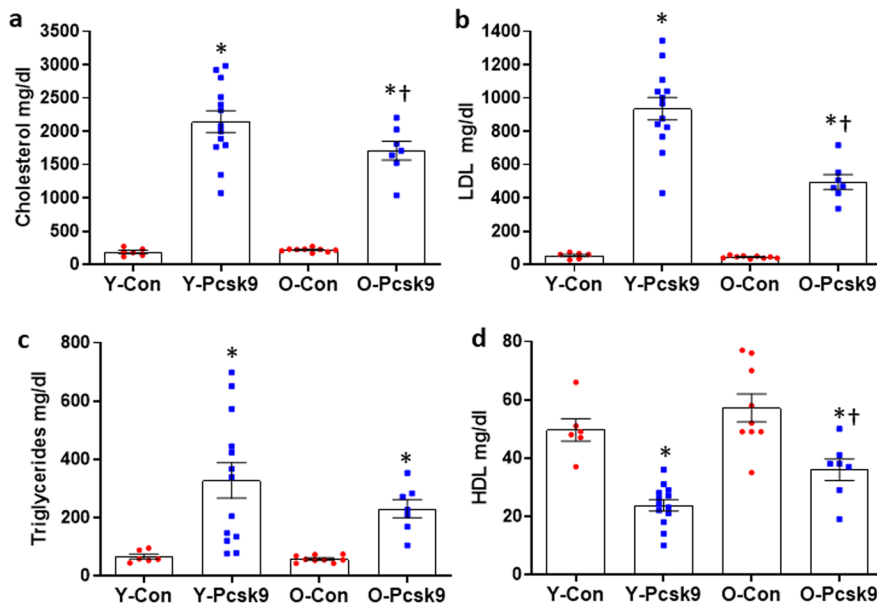 a
Cholesterol mg/dl
3500
3000
2500
2000
1500
1000
500
0
*
*†
Y-Con Y-Pcsk9 O-Con O-Pcsk9
b
LDL mg/dl
1400
1200
1000
800
600
400
200
0
*
*†
Y-Con Y-Pcsk9 O-Con O-Pcsk9
c
Triglycerides mg/dl
800
600
400
200
0
*
*
Y-Con Y-Pcsk9 O-Con O-Pcsk9
d
HDL mg/dl
80
60
40
20
0
*
*†
Y-Con Y-Pcsk9 O-Con O-Pcsk9